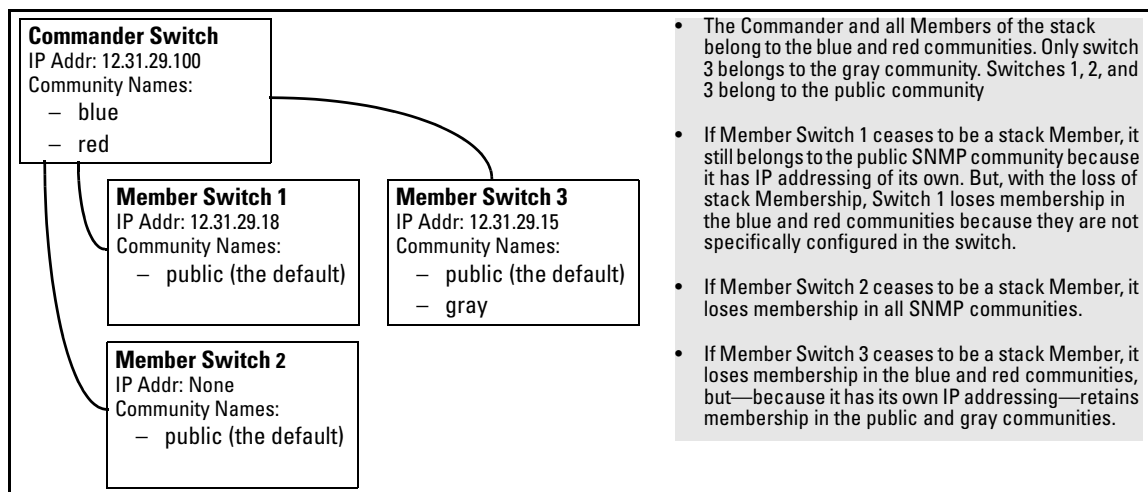 Commander Switch
IP Addr: 12.31.29.100
Community Names:
– blue
– red
Member Switch 1
IP Addr: 12.31.29.18
Community Names:
– public (the default)
Member Switch 3
IP Addr: 12.31.29.15
Community Names:
– public (the default)
– gray
Member Switch 2
IP Addr: None
Community Names:
– public (the default)
• The Commander and all Members of the stack
belong to the blue and red communities. Only switch
3 belongs to the gray community. Switches 1, 2, and
3 belong to the public community
• If Member Switch 1 ceases to be a stack Member, it
still belongs to the public SNMP community because
it has IP addressing of its own. But, with the loss of
stack Membership, Switch 1 loses membership in
the blue and red communities because they are not
specifically configured in the switch.
• If Member Switch 2 ceases to be a stack Member, it
loses membership in all SNMP communities.
• If Member Switch 3 ceases to be a stack Member, it
loses membership in the blue and red communities,
but—because it has its own IP addressing—retains
membership in the public and gray communities.